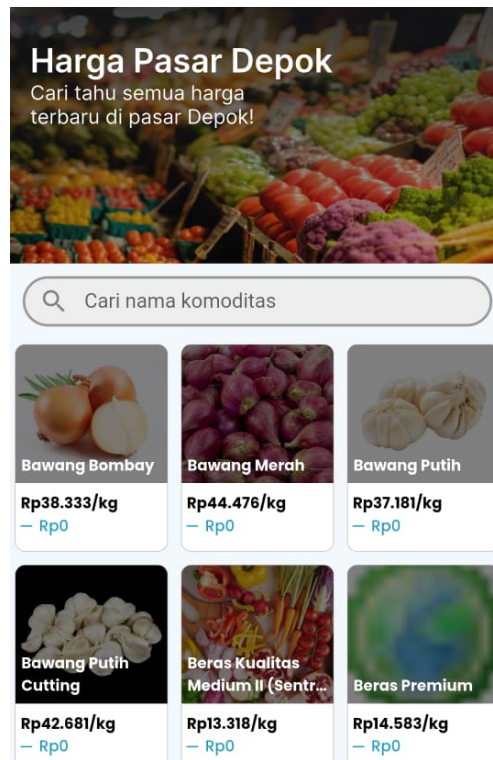 Harga Pasar Depok
Cari tahu semua harga
terbaru di pasar Depok!
Cari nama komoditas
Bawang Bombay
Rp38.333/kg
— Rp0
Bawang Merah
Rp44.476/kg
— Rp0
Bawang Putih
Rp37.181/kg
— Rp0
Bawang Putih
Cutting
Rp42.681/kg
— Rp0
Beras Kualitas
Medium II (Sentr...
Rp13.318/kg
— Rp0
Beras Premium
Rp14.583/kg
— Rp0